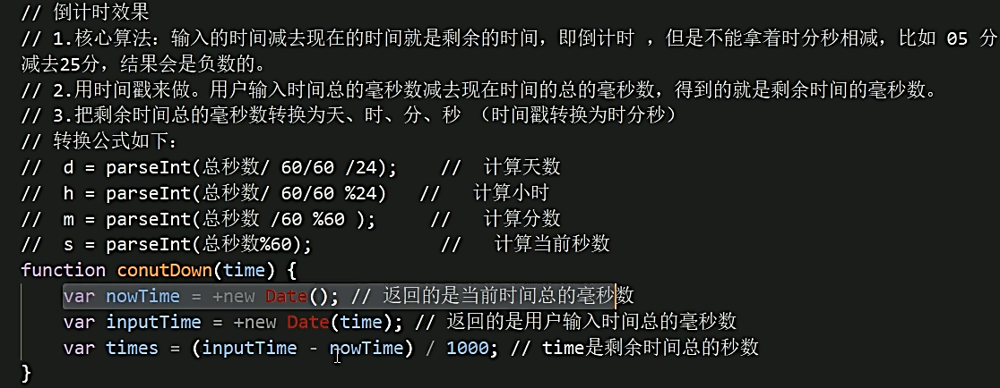 // 倒计时效果
// 1.核心算法：输入的时间减去现在的时间就是剩余的时间，即倒计时 ，但是不能拿着时分秒相减，比如 05 分
减去25分，结果会是负数的。
// 2.用时间戳来做。用户输入时间总的毫秒数减去现在时间的总的毫秒数，得到的就是剩余时间的毫秒数。
// 3.把剩余时间总的毫秒数转换为天、时、分、秒 （时间戳转换为时分秒）
// 转换公式如下：
//  d = parseInt(总秒数/ 60/60 /24);    //  计算天数
//  h = parseInt(总秒数/ 60/60 %24)   //   计算小时
//  m = parseInt(总秒数 /60 %60 );     //   计算分数
//  s = parseInt(总秒数%60);            //   计算当前秒数
function conutDown(time) {
    var nowTime = +new Date(); // 返回的是当前时间总的毫秒数
    var inputTime = +new Date(time); // 返回的是用户输入时间总的毫秒数
    var times = (inputTime - nowTime) / 1000; // time是剩余时间总的秒数
}